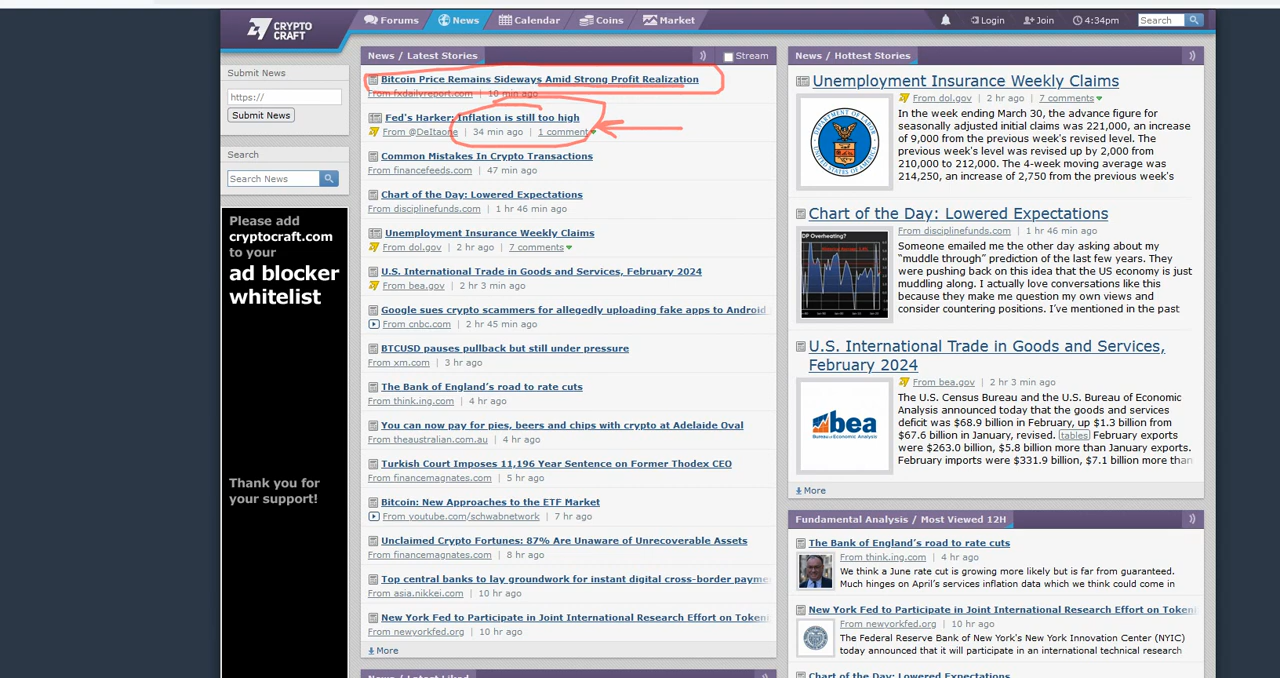 CRYPTO
CRAFT
Forums
News
Calendar
Coins
Market
Login
Join
4:34pm
Search
Submit News
https://
Submit News
Search
Search News
Please add
cryptocraft.com
to your
ad blocker
whitelist
Thank you for
your support!
News / Latest Stories
Stream
Bitcoin Price Remains Sideways Amid Strong Profit Realization
From fxdailyreport.com | 10 min ago
Fed's Harker: Inflation is still too high
From @DeItaone | 34 min ago | 1 comment
Common Mistakes In Crypto Transactions
From financefeeds.com | 47 min ago
Chart of the Day: Lowered Expectations
From disciplinefunds.com | 1 hr 46 min ago
Unemployment Insurance Weekly Claims
From dol.gov | 2 hr ago | 7 comments
U.S. International Trade in Goods and Services, February 2024
From bea.gov | 2 hr 3 min ago
Google sues crypto scammers for allegedly uploading fake apps to Android
From cnbc.com | 2 hr 45 min ago
BTCUSD pauses pullback but still under pressure
From xm.com | 3 hr ago
The Bank of England's road to rate cuts
From think.ing.com | 4 hr ago
You can now pay for pies, beers and chips with crypto at Adelaide Oval
From theaustralian.com.au | 4 hr ago
Turkish Court Imposes 11,196 Year Sentence on Former Thodex CEO
From financemagnates.com | 5 hr ago
Bitcoin: New Approaches to the ETF Market
From youtube.com/schwabnetwork | 7 hr ago
Unclaimed Crypto Fortunes: 87% Are Unaware of Unrecoverable Assets
From financemagnates.com | 8 hr ago
Top central banks to lay groundwork for instant digital cross-border payme
From asia.nikkei.com | 10 hr ago
New York Fed to Participate in Joint International Research Effort on Token
From newyorkfed.org | 10 hr ago
More
News / Latest Liked
News / Hottest Stories
Unemployment Insurance Weekly Claims
From dol.gov | 2 hr ago | 7 comments
In the week ending March 30, the advance figure for
seasonally adjusted initial claims was 221,000, an increase
of 9,000 from the previous week's revised level. The
previous week's level was revised up by 2,000 from
210,000 to 212,000. The 4-week moving average was
214,250, an increase of 2,750 from the previous week's
Chart of the Day: Lowered Expectations
From disciplinefunds.com | 1 hr 46 min ago
DP Overheating?
Someone emailed me the other day asking about my
"muddle through" prediction of the last few years. They
were pushing back on this idea that the US economy is just
muddling along. I actually love conversations like this
because they make me question my own views and
consider countering positions. I've mentioned in the past
U.S. International Trade in Goods and Services,
February 2024
From bea.gov | 2 hr 3 min ago
bea
Bureau of Economic Analysis
The U.S. Census Bureau and the U.S. Bureau of Economic
Analysis announced today that the goods and services
deficit was $68.9 billion in February, up $1.3 billion from
$67.6 billion in January, revised. tables February exports
were $263.0 billion, $5.8 billion more than January exports.
February imports were $331.9 billion, $7.1 billion more than
More
Fundamental Analysis / Most Viewed 12H
The Bank of England's road to rate cuts
From think.ing.com | 4 hr ago
We think a June rate cut is growing more likely but is far from guaranteed.
Much hinges on April's services inflation data which we think could come in
New York Fed to Participate in Joint International Research Effort on Tokeni
From newyorkfed.org | 10 hr ago
The Federal Reserve Bank of New York's New York Innovation Center (NYIC)
today announced that it will participate in an international technical research
Chart of the Day: Lowered Expectations